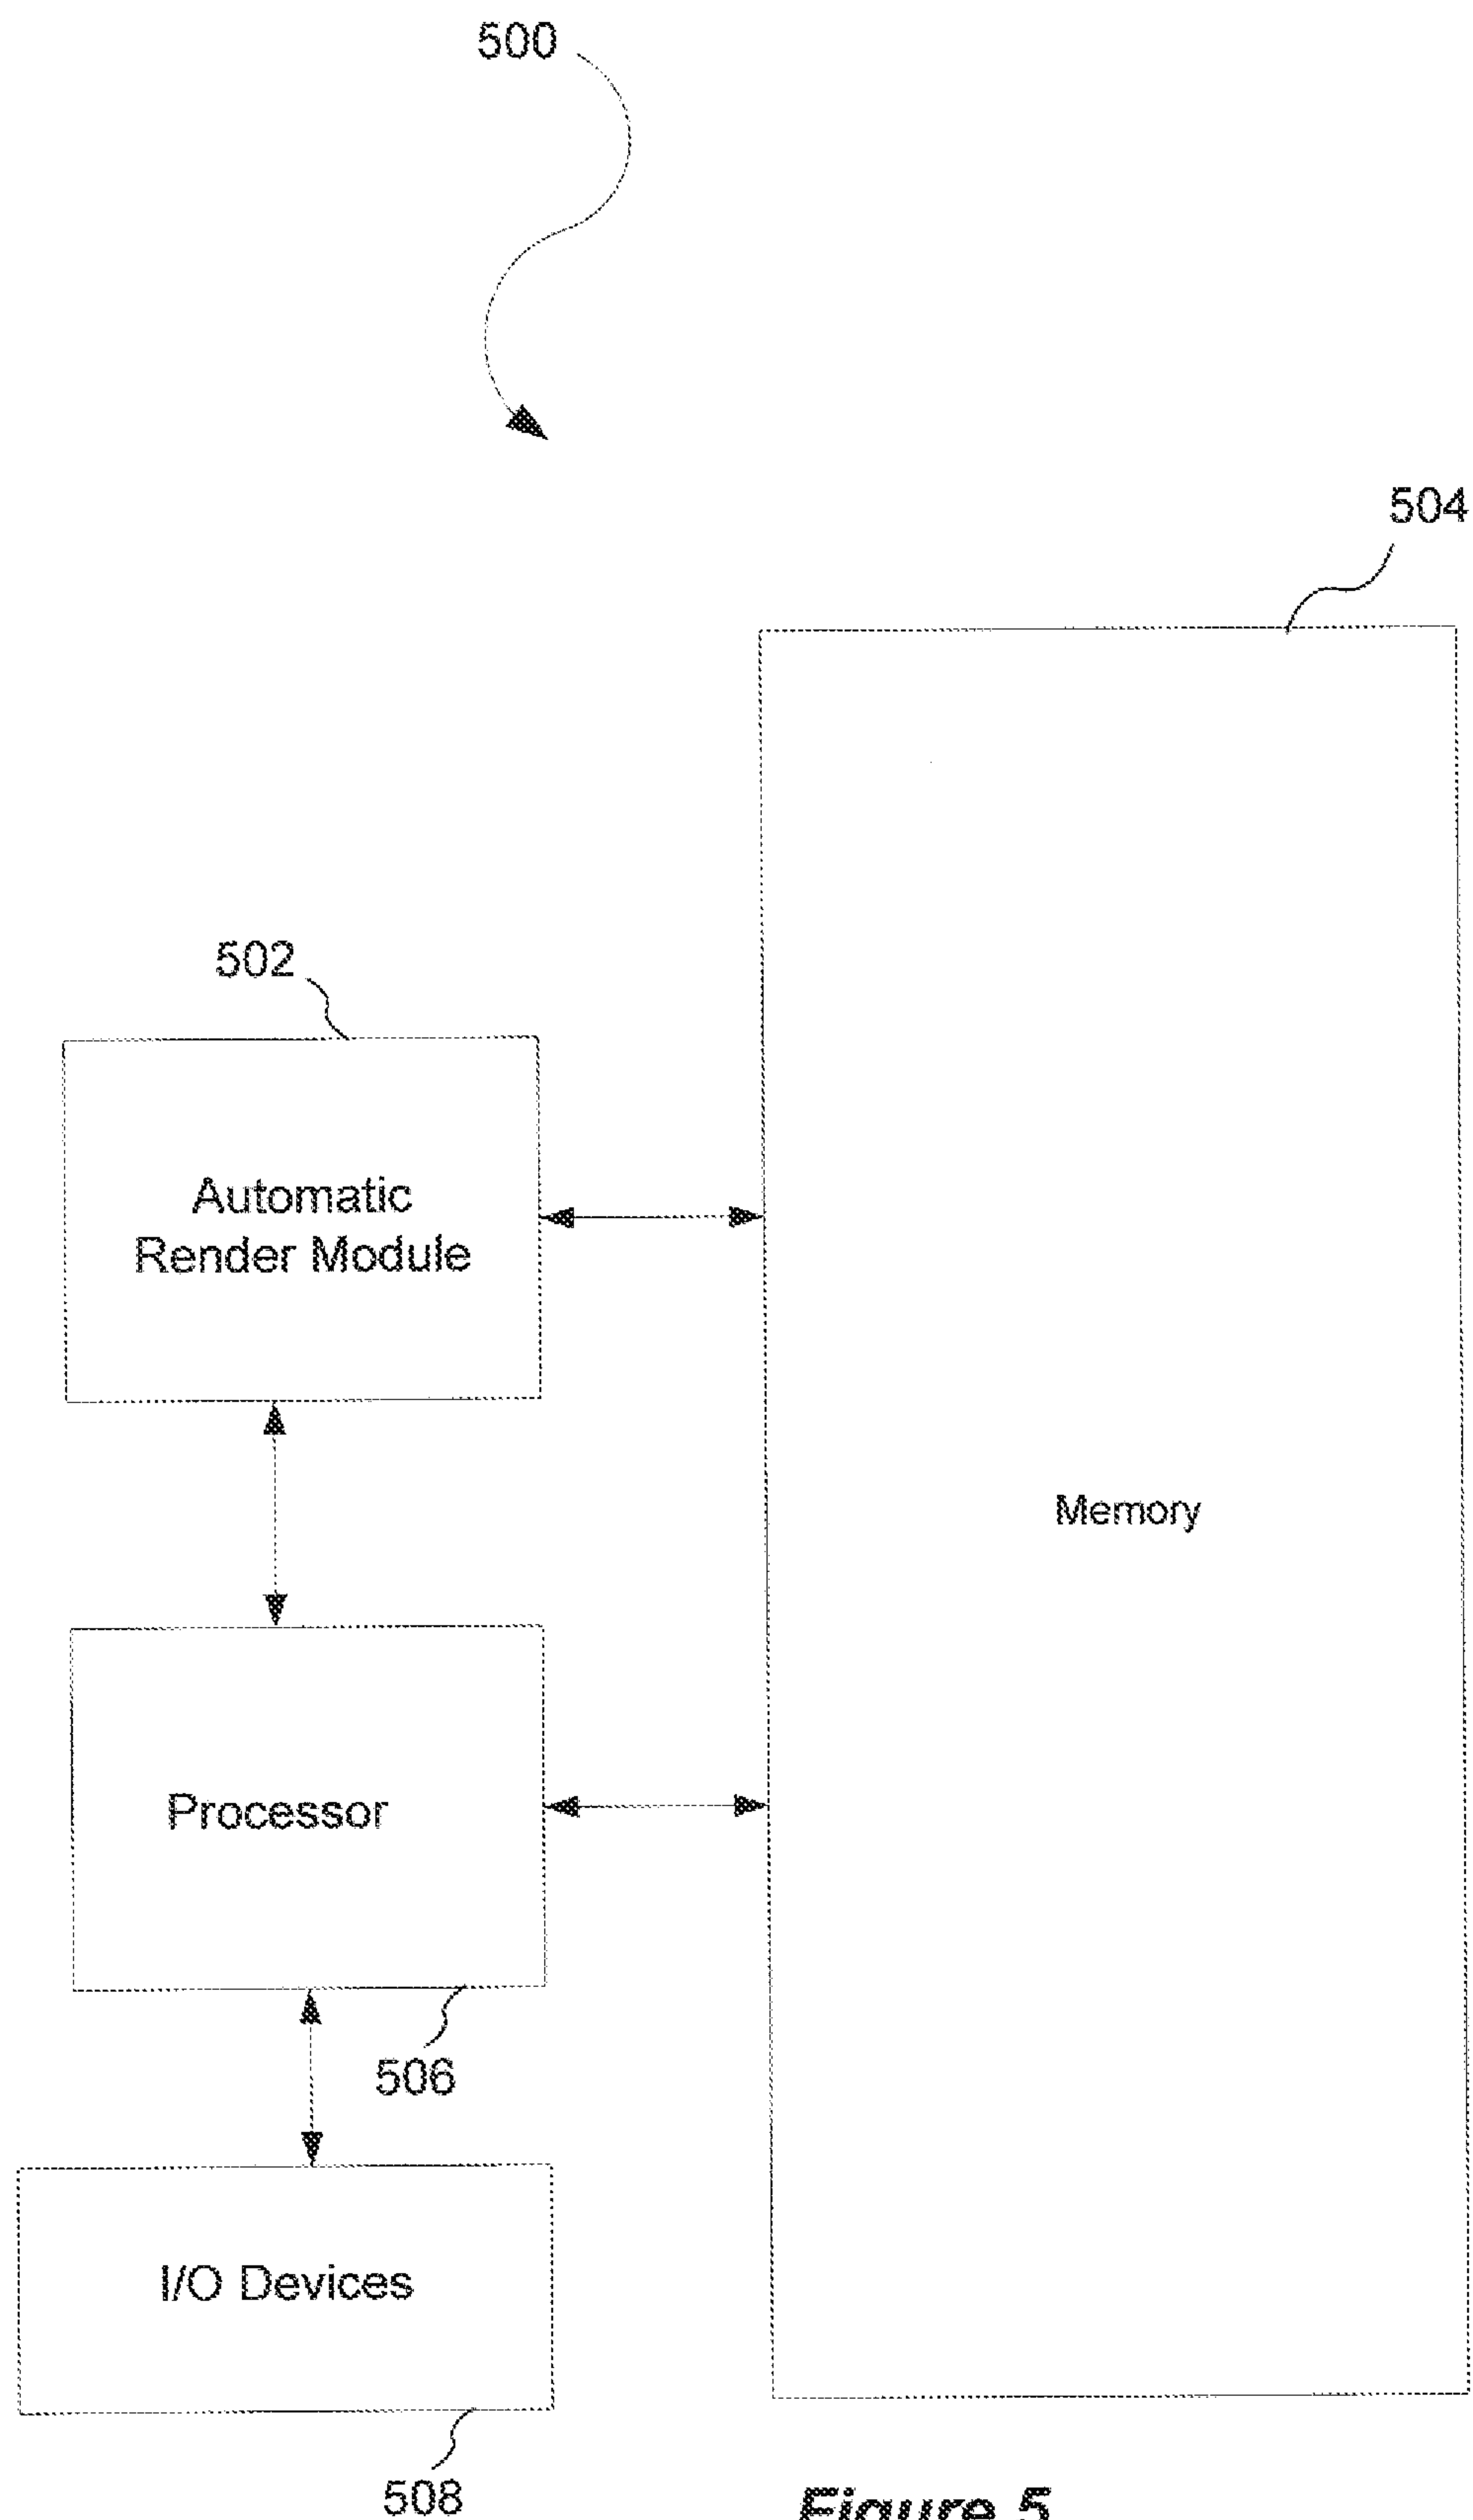 500
504
502
Automatic
Render Module
Memory
Processor
506
I/O Devices
508
Figure 5